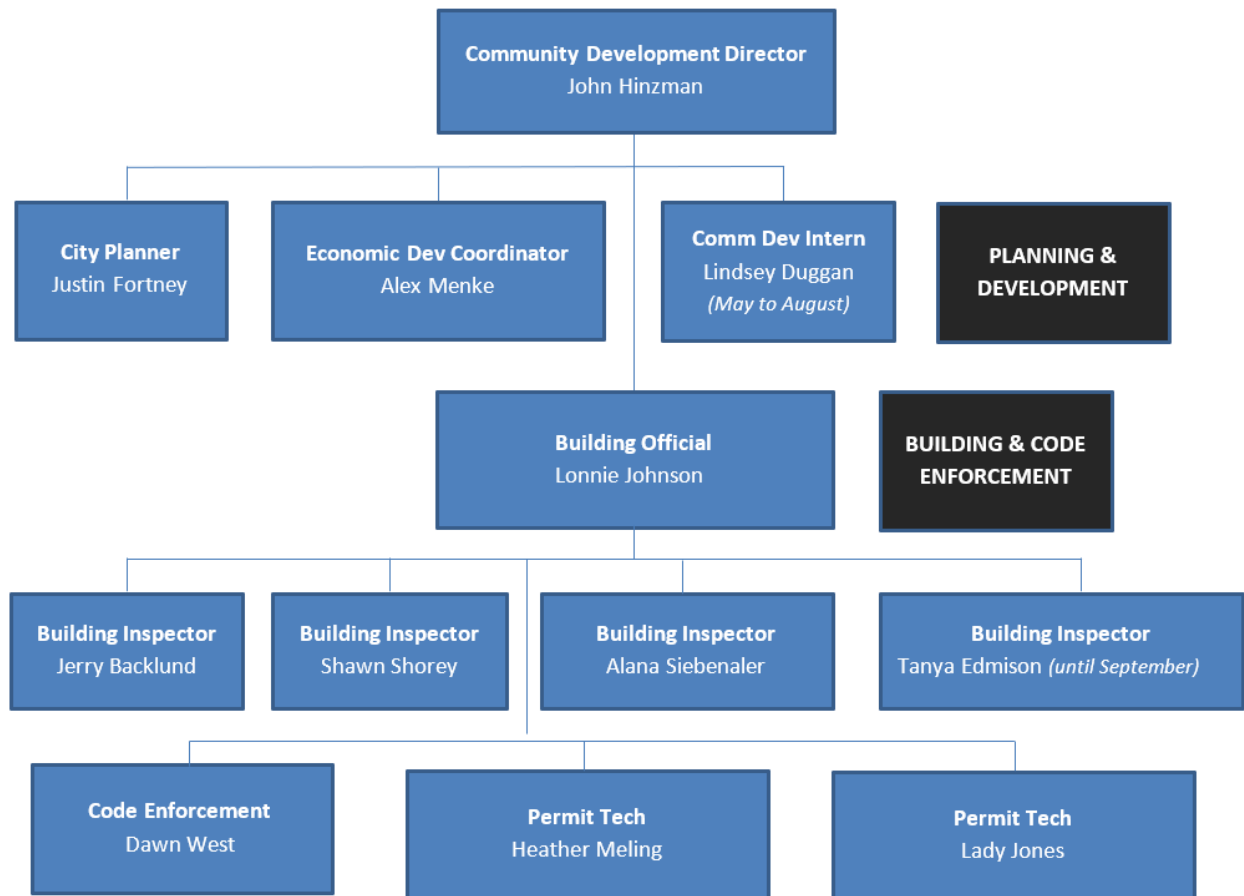 Community Development Director
John Hinzman
City Planner
Justin Fortney
Economic Dev Coordinator
Alex Menke
Comm Dev Intern
Lindsey Duggan
(May to August)
PLANNING &
DEVELOPMENT
Building Official
Lonnie Johnson
BUILDING & CODE
ENFORCEMENT
Building Inspector
Jerry Backlund
Building Inspector
Shawn Shorey
Building Inspector
Alana Siebenaler
Building Inspector
Tanya Edmison (until September)
Code Enforcement
Dawn West
Permit Tech
Heather Meling
Permit Tech
Lady Jones